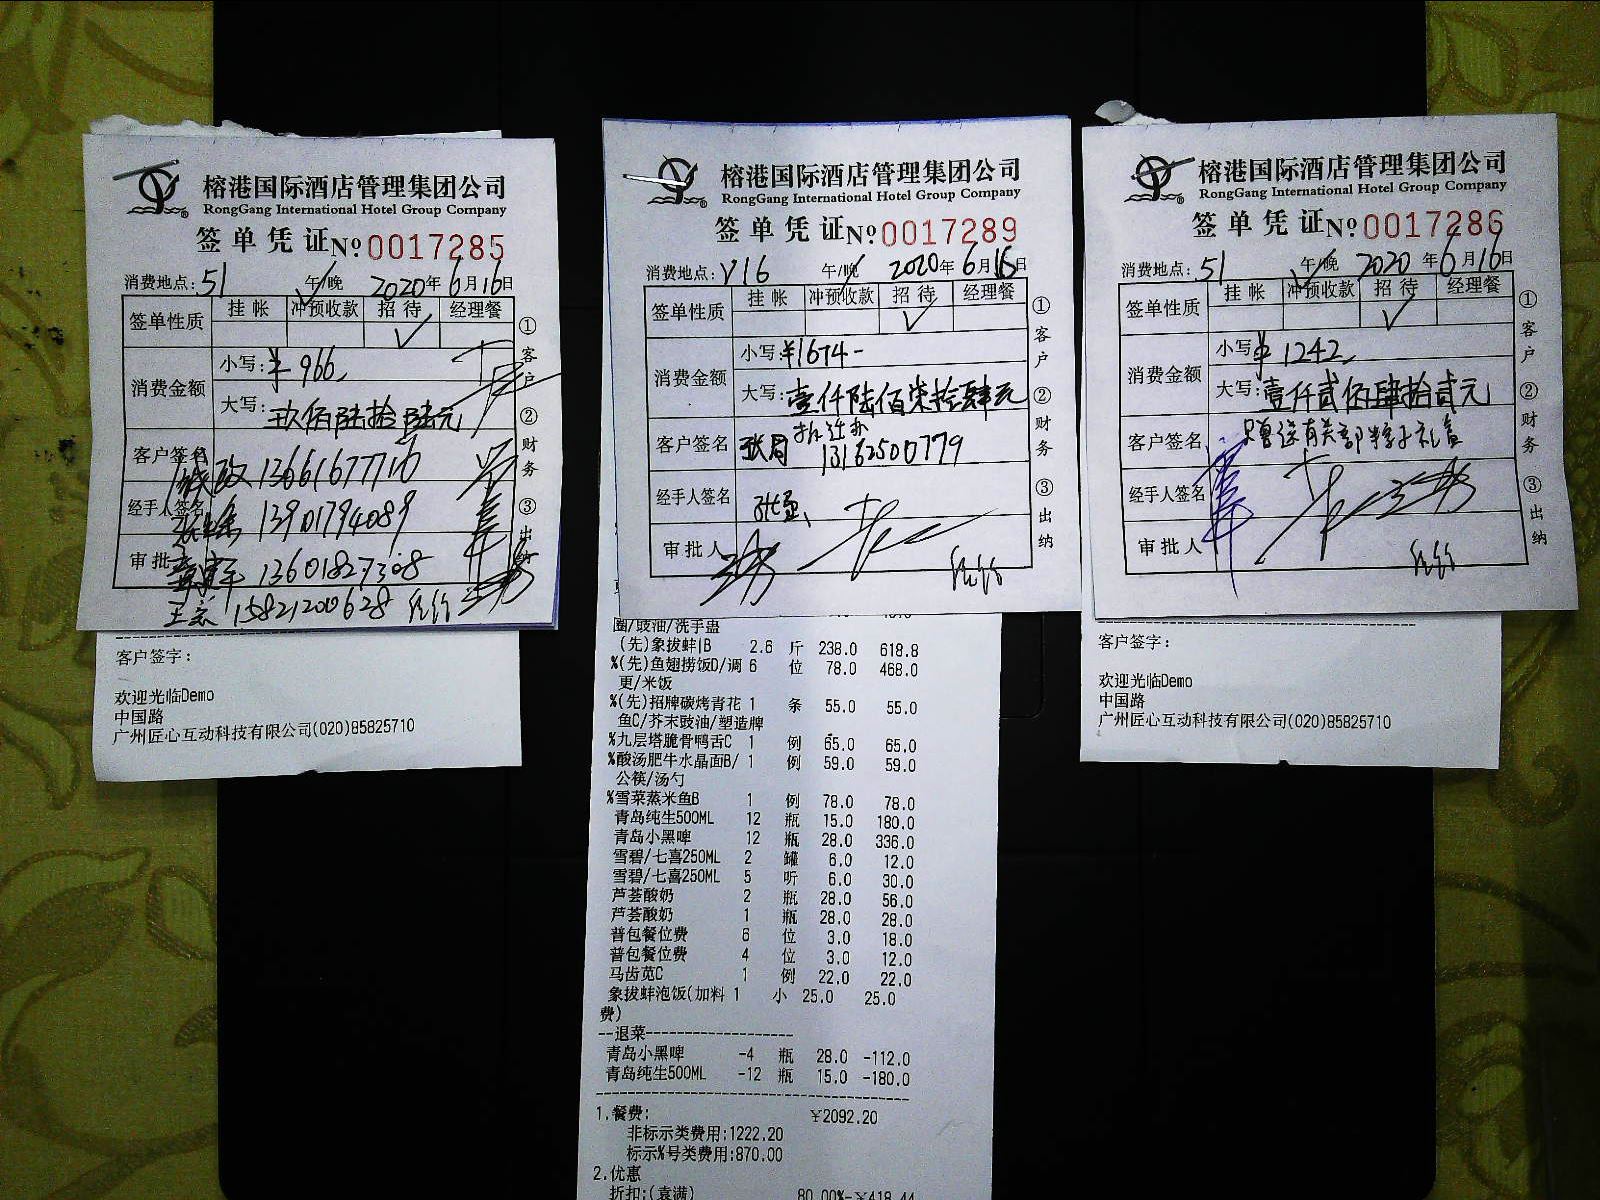 榕港国际酒店管理集团公司
RongGang International Hotel Group Company
签单凭证 №0017285
消费地点：51 午/晚 2020年6月16日
签单性质 挂帐 冲预收款 招待 经理餐
消费金额 小写：¥966
大写：玖佰陆拾陆元
客户签名 13661677710
经手人签名 13901794089
审批人 13601827308
15821200628
①客户 ②财务 ③出纳
客户签字：
欢迎光临Demo
中国路
广州匠心互动科技有限公司(020)85825710
榕港国际酒店管理集团公司
RongGang International Hotel Group Company
签单凭证 №0017289
消费地点：V16 午/晚 2020年6月16日
签单性质 挂帐 冲预收款 招待 经理餐
消费金额 小写：¥1674-
大写：壹仟陆佰柒拾肆元
客户签名 13162500779
经手人签名
审批人
①客户 ②财务 ③出纳
圈/豉油/洗手盅
(先)象拔蚌|B 2.6 斤 238.0 618.8
%(先)鱼翅捞饭D/调 6 位 78.0 468.0
更/米饭
%(先)招牌碳烤青花 1 条 55.0 55.0
鱼C/芥末豉油/塑造牌
%九层塔脆骨鸭舌C 1 例 65.0 65.0
%酸汤肥牛水晶面B/ 1 例 59.0 59.0
公筷/汤勺
%雪菜蒸米鱼B 1 例 78.0 78.0
青岛纯生500ML 12 瓶 15.0 180.0
青岛小黑啤 12 瓶 28.0 336.0
雪碧/七喜250ML 2 罐 6.0 12.0
雪碧/七喜250ML 5 听 6.0 30.0
芦荟酸奶 2 瓶 28.0 56.0
芦荟酸奶 1 瓶 28.0 28.0
普包餐位费 6 位 3.0 18.0
普包餐位费 4 位 3.0 12.0
马齿苋C 1 例 22.0 22.0
象拔蚌泡饭(加料 1 小 25.0 25.0
费)
--退菜--------------------
青岛小黑啤 -4 瓶 28.0 -112.0
青岛纯生500ML -12 瓶 15.0 -180.0
1.餐费： ¥2092.20
非标示类费用:1222.20
标示%号类费用:870.00
2.优惠
折扣:(袁满) 80.00%-¥418.44
榕港国际酒店管理集团公司
RongGang International Hotel Group Company
签单凭证 №0017286
消费地点：51 午/晚 2020年6月16日
签单性质 挂帐 冲预收款 招待 经理餐
消费金额 小写：¥1242
大写：壹仟贰佰肆拾贰元
客户签名 赠送有关部粽子礼盒
经手人签名
审批人
①客户 ②财务 ③出纳
客户签字：
欢迎光临Demo
中国路
广州匠心互动科技有限公司(020)85825710